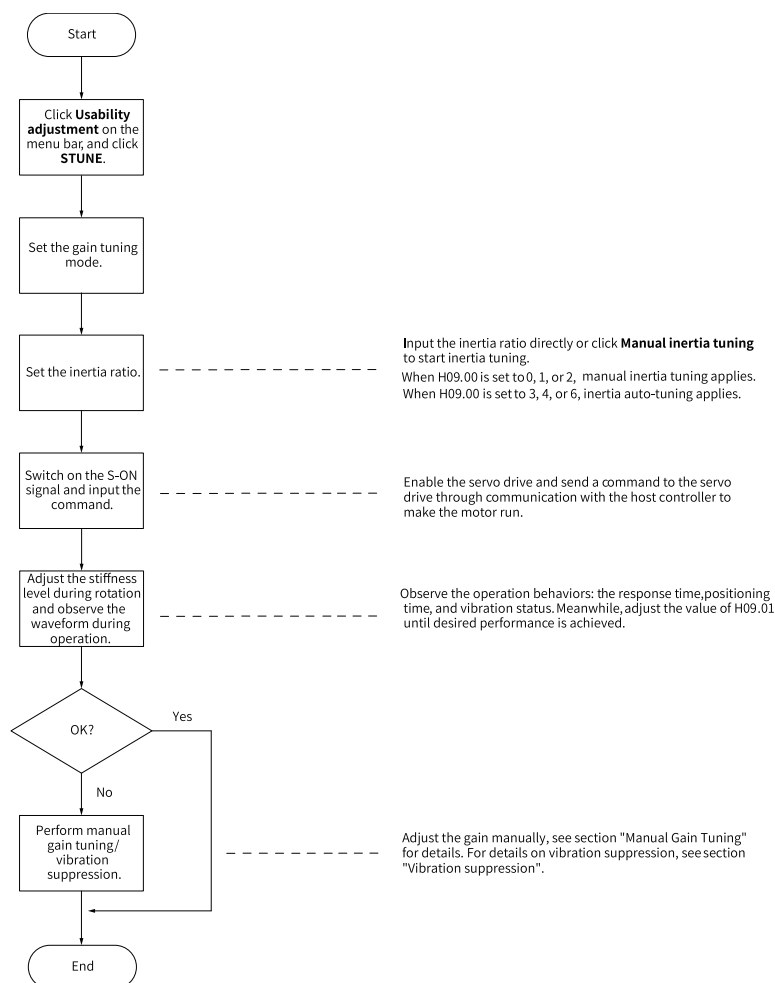 Start
Click Usability
adjustment on the
menu bar, and click
STUNE.
Set the gain tuning
mode.
Set the inertia ratio.
Input the inertia ratio directly or click Manual inertia tuning
to start inertia tuning.
When H09.00 is set to 0, 1, or 2, manual inertia tuning applies.
When H09.00 is set to 3, 4, or 6, inertia auto-tuning applies.
Switch on the S-ON
signal and input the
command.
Enable the servo drive and send a command to the servo
drive through communication with the host controller to
make the motor run.
Adjust the stiffness
level during rotation
and observe the
waveform during
operation.
Observe the operation behaviors: the response time,positioning
time, and vibration status. Meanwhile, adjust the value of H09.01
until desired performance is achieved.
OK?
Yes
No
Perform manual
gain tuning/
vibration
suppression.
Adjust the gain manually, see section "Manual Gain Tuning"
for details. For details on vibration suppression, see section
"Vibration suppression".
End